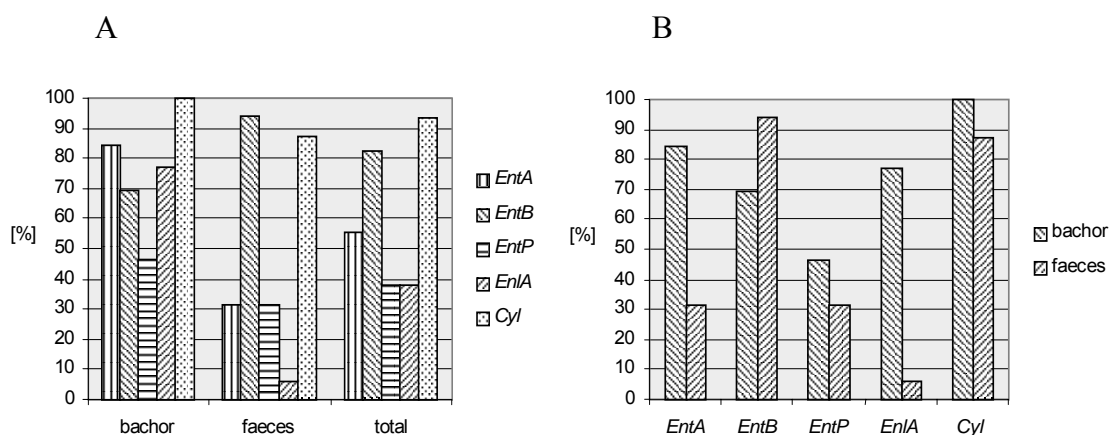 A
100
90
80
70
60
[%] 50
40
30
20
10
0
bachor faeces total
EntA
EntB
EntP
EnlA
Cyl
B
100
90
80
70
60
[%] 50
40
30
20
10
0
EntA EntB EntP EnlA Cyl
bachor
faeces